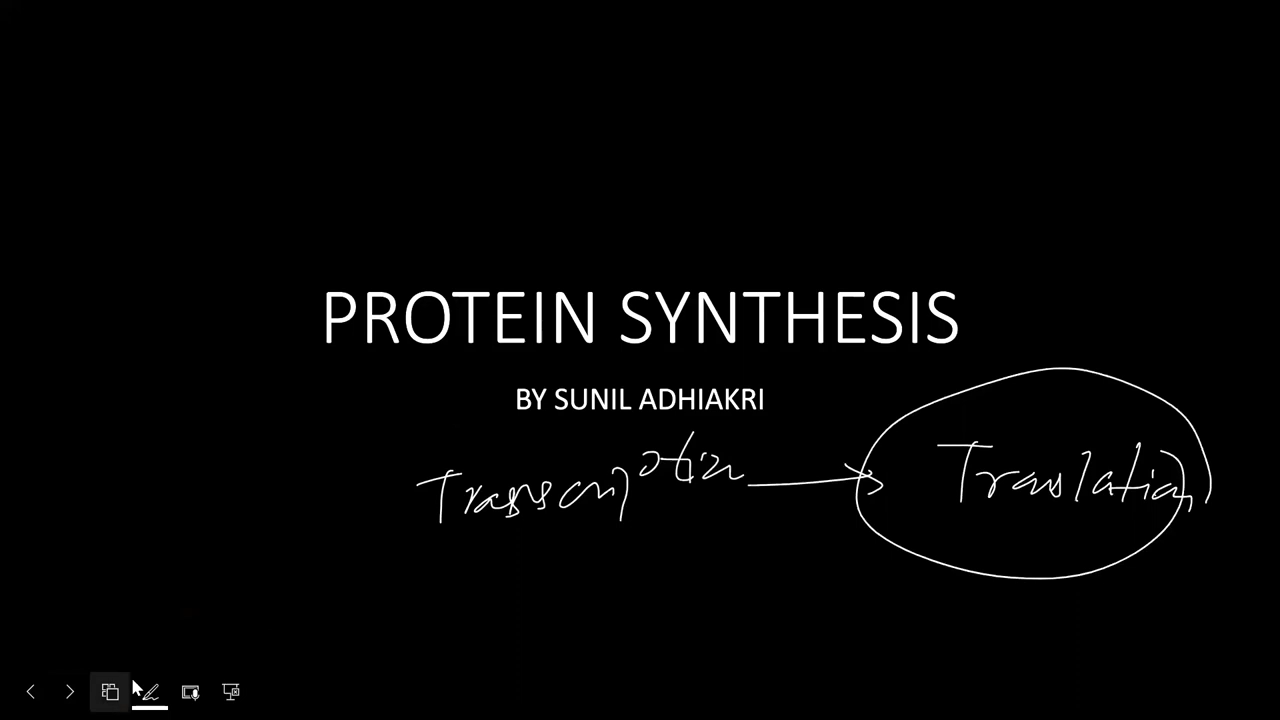 PROTEIN SYNTHESIS
BY SUNIL ADHIAKRI
Transcription → Translation